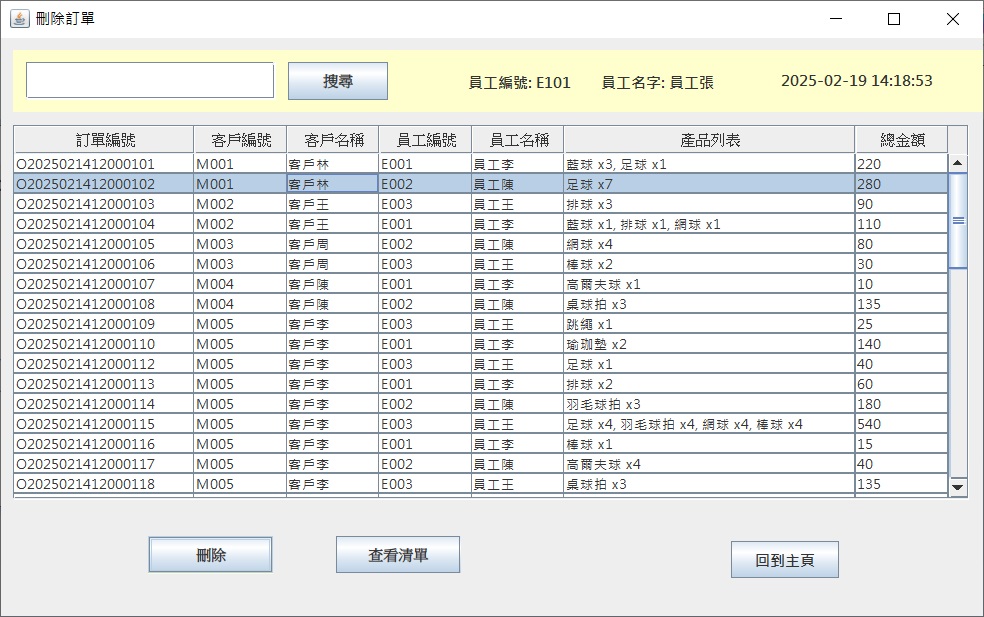 刪除訂單
搜尋 員工編號: E101 員工名字: 員工張 2025-02-19 14:18:53
訂單編號 客戶編號 客戶名稱 員工編號 員工名稱 產品列表 總金額
O2025021412000101 M001 客戶林 E001 員工李 藍球 x3, 足球 x1 220
O2025021412000102 M001 客戶林 E002 員工陳 足球 x7 280
O2025021412000103 M002 客戶王 E003 員工王 排球 x3 90
O2025021412000104 M002 客戶王 E001 員工李 藍球 x1, 排球 x1, 網球 x1 110
O2025021412000105 M003 客戶周 E002 員工陳 網球 x4 80
O2025021412000106 M003 客戶周 E003 員工王 棒球 x2 30
O2025021412000107 M004 客戶陳 E001 員工李 高爾夫球 x1 10
O2025021412000108 M004 客戶陳 E002 員工陳 桌球拍 x3 135
O2025021412000109 M005 客戶李 E003 員工王 跳繩 x1 25
O2025021412000110 M005 客戶李 E001 員工李 瑜珈墊 x2 140
O2025021412000112 M005 客戶李 E003 員工王 足球 x1 40
O2025021412000113 M005 客戶李 E001 員工李 排球 x2 60
O2025021412000114 M005 客戶李 E002 員工陳 羽毛球拍 x3 180
O2025021412000115 M005 客戶李 E003 員工王 足球 x4, 羽毛球拍 x4, 網球 x4, 棒球 x4 540
O2025021412000116 M005 客戶李 E001 員工李 棒球 x1 15
O2025021412000117 M005 客戶李 E002 員工陳 高爾夫球 x4 40
O2025021412000118 M005 客戶李 E003 員工王 桌球拍 x3 135
刪除 查看清單 回到主頁